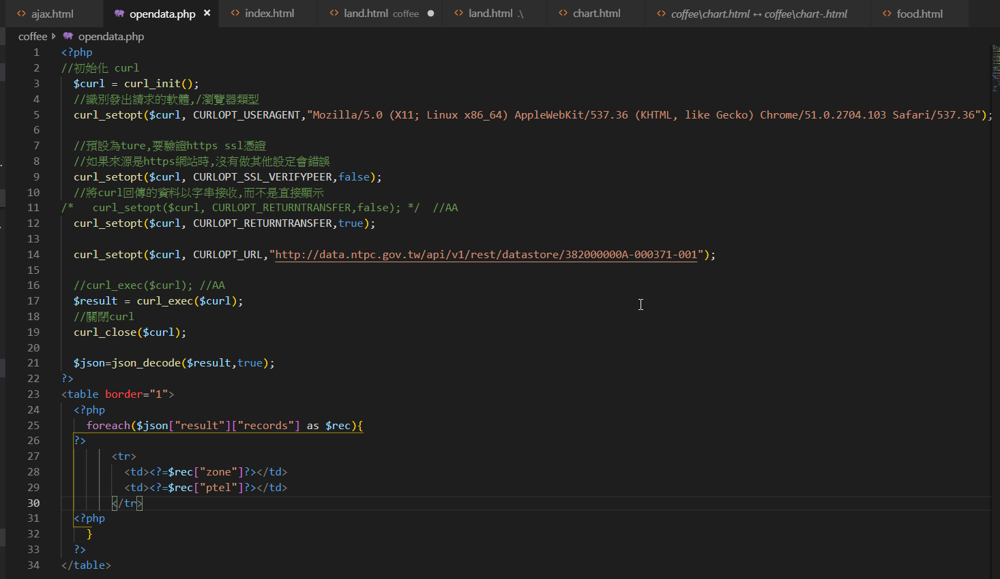 ajax.html opendata.php × index.html land.html coffee ● land.html .\ chart.html coffee\chart.html ↔ coffee\chart-.html food.html
coffee opendata.php
1 <?php
2 //初始化 curl
3 $curl = curl_init();
4 //識別發出請求的軟體,/瀏覽器類型
5 curl_setopt($curl, CURLOPT_USERAGENT,"Mozilla/5.0 (X11; Linux x86_64) AppleWebKit/537.36 (KHTML, like Gecko) Chrome/51.0.2704.103 Safari/537.36");
6
7 //預設為ture,要驗證https ssl憑證
8 //如果來源是https網站時,沒有做其他設定會錯誤
9 curl_setopt($curl, CURLOPT_SSL_VERIFYPEER,false);
10 //將curl回傳的資料以字串接收,而不是直接顯示
11 /*   curl_setopt($curl, CURLOPT_RETURNTRANSFER,false); */  //AA
12 curl_setopt($curl, CURLOPT_RETURNTRANSFER,true);
13
14 curl_setopt($curl, CURLOPT_URL,"http://data.ntpc.gov.tw/api/v1/rest/datastore/382000000A-000371-001");
15
16 //curl_exec($curl); //AA
17 $result = curl_exec($curl);
18 //關閉curl
19 curl_close($curl);
20
21 $json=json_decode($result,true);
22 ?>
23 <table border="1">
24 <?php
25 foreach($json["result"]["records"] as $rec){
26 ?>
27 <tr>
28 <td><?=$rec["zone"]?></td>
29 <td><?=$rec["ptel"]?></td>
30 </tr>
31 <?php
32 }
33 ?>
34 </table>